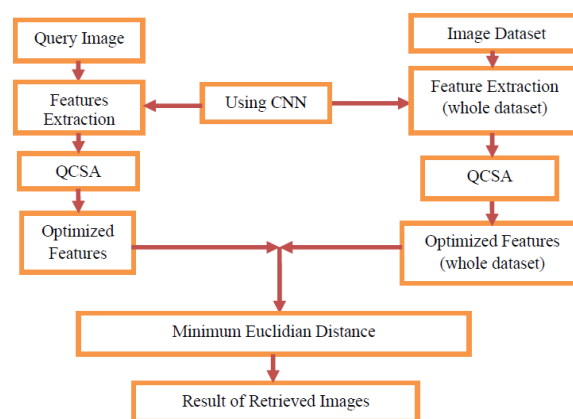 Query Image
Image Dataset
Features
Extraction
Using CNN
Feature Extraction
(whole dataset)
QCSA
QCSA
Optimized
Features
Optimized Features
(whole dataset)
Minimum Euclidian Distance
Result of Retrieved Images